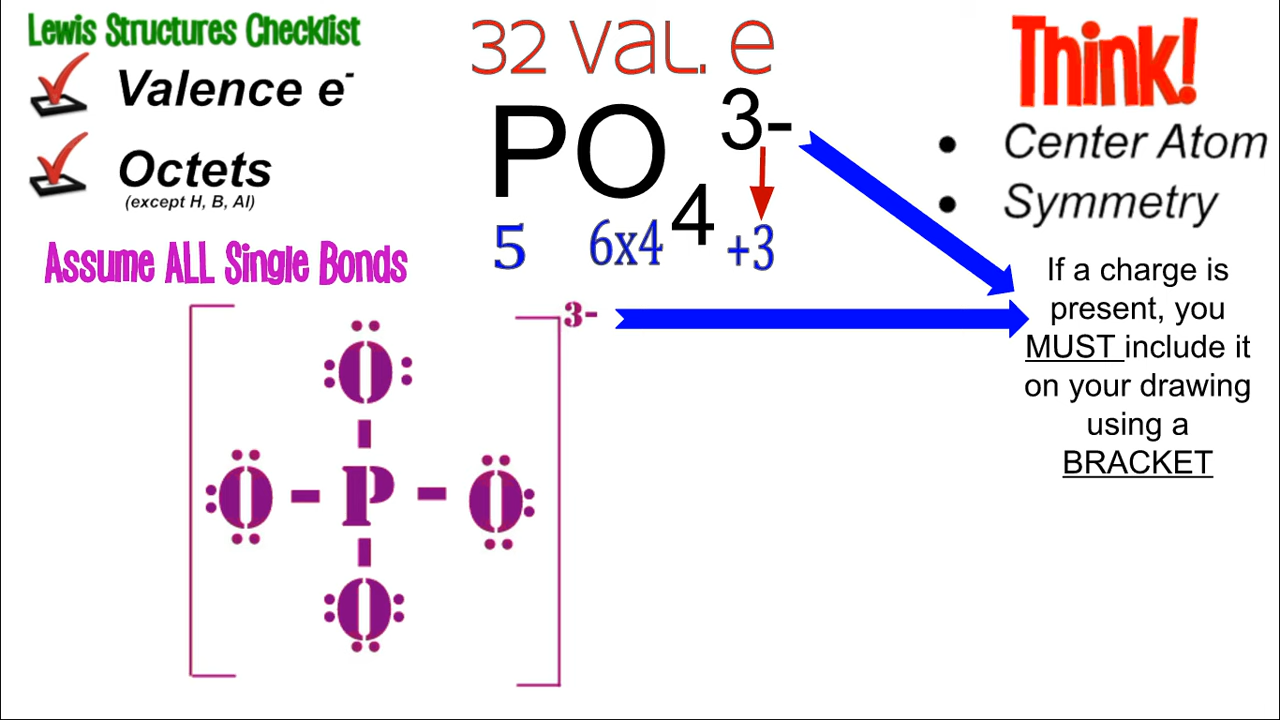 Lewis Structures Checklist
Valence e⁻
Octets
(except H, B, Al)
Assume ALL Single Bonds
32 Val. e
PO₄³⁻
5 6x4 +3
Think!
• Center Atom
• Symmetry
If a charge is
present, you
MUST include it
on your drawing
using a
BRACKET
3-
O
O - P - O
O